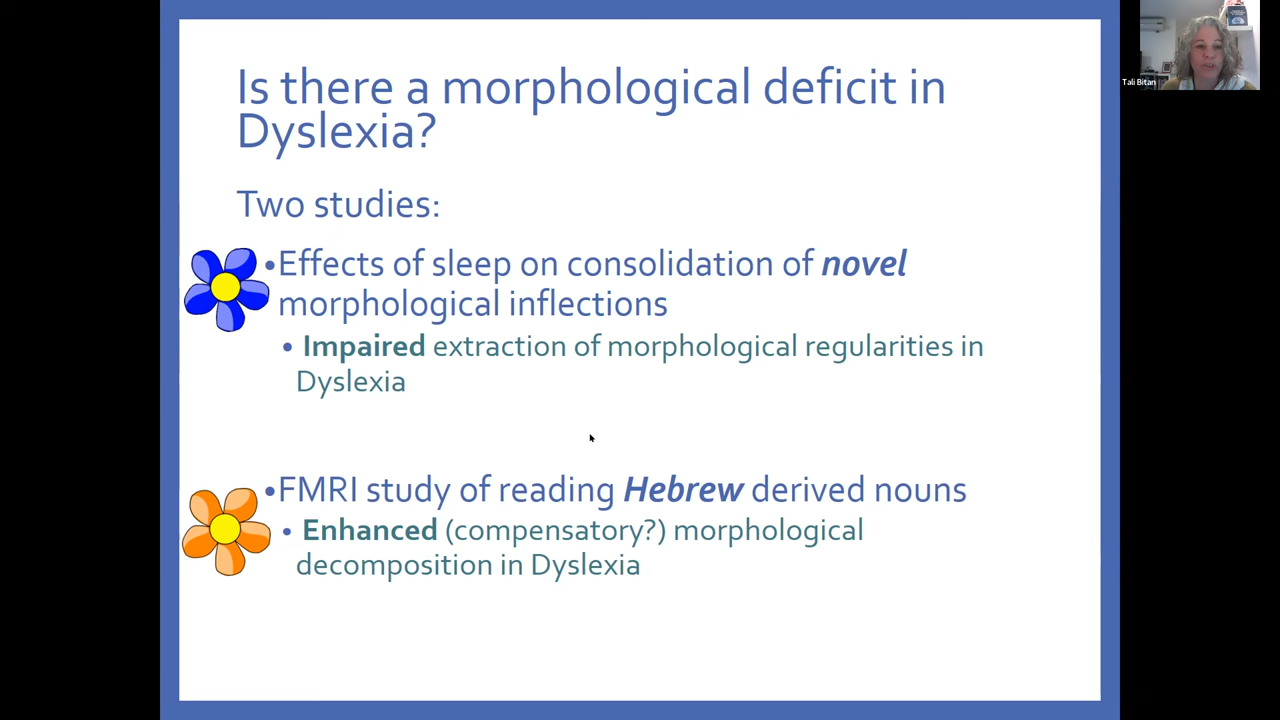 Is there a morphological deficit in
Dyslexia?
Two studies:
•Effects of sleep on consolidation of novel
morphological inflections
• Impaired extraction of morphological regularities in
Dyslexia
•FMRI study of reading Hebrew derived nouns
• Enhanced (compensatory?) morphological
decomposition in Dyslexia
Tali Bitan